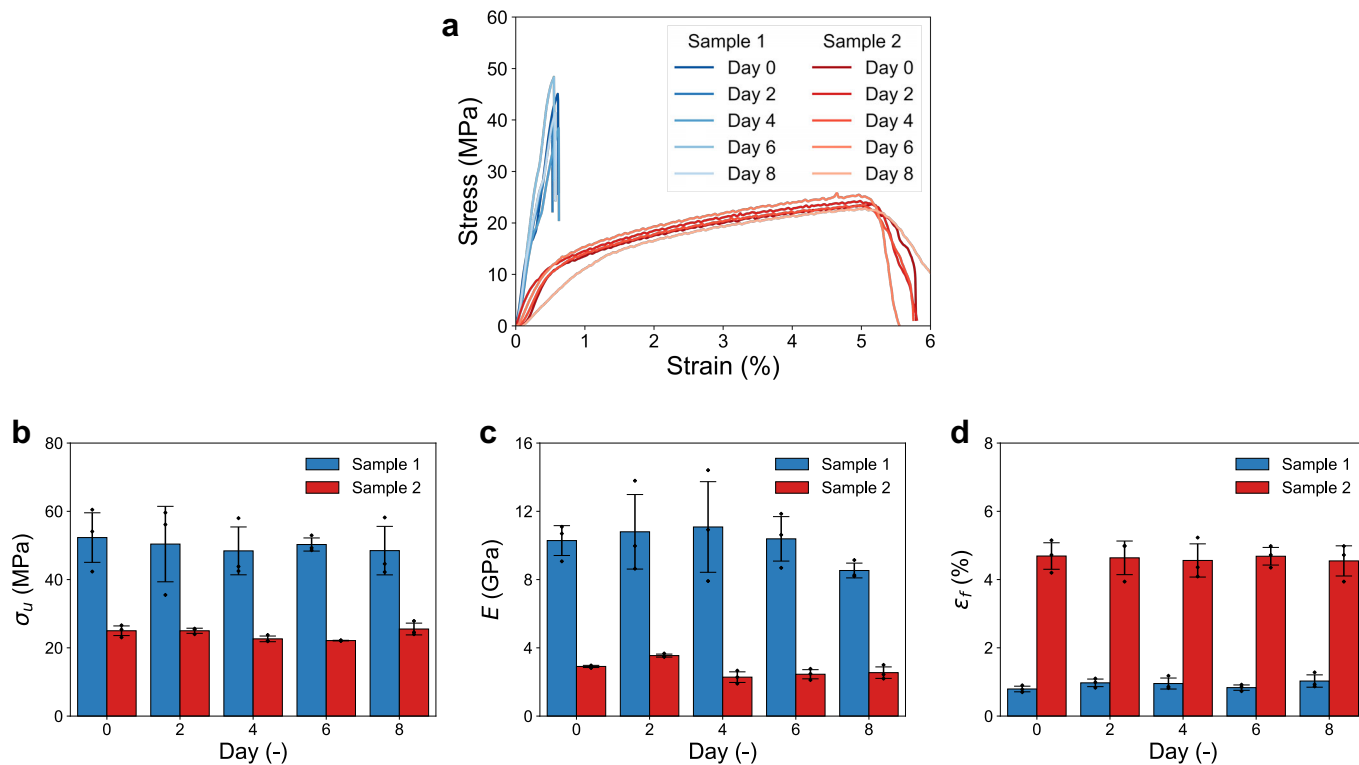 a
Stress (MPa)
60
50
40
30
20
10
0
0 1 2 3 4 5 6
Strain (%)
Sample 1 Sample 2
Day 0 Day 0
Day 2 Day 2
Day 4 Day 4
Day 6 Day 6
Day 8 Day 8
b
σu (MPa)
80
60
40
20
0
0 2 4 6 8
Day (-)
Sample 1
Sample 2
c
E (GPa)
16
12
8
4
0
0 2 4 6 8
Day (-)
Sample 1
Sample 2
d
εf (%)
8
6
4
2
0
0 2 4 6 8
Day (-)
Sample 1
Sample 2